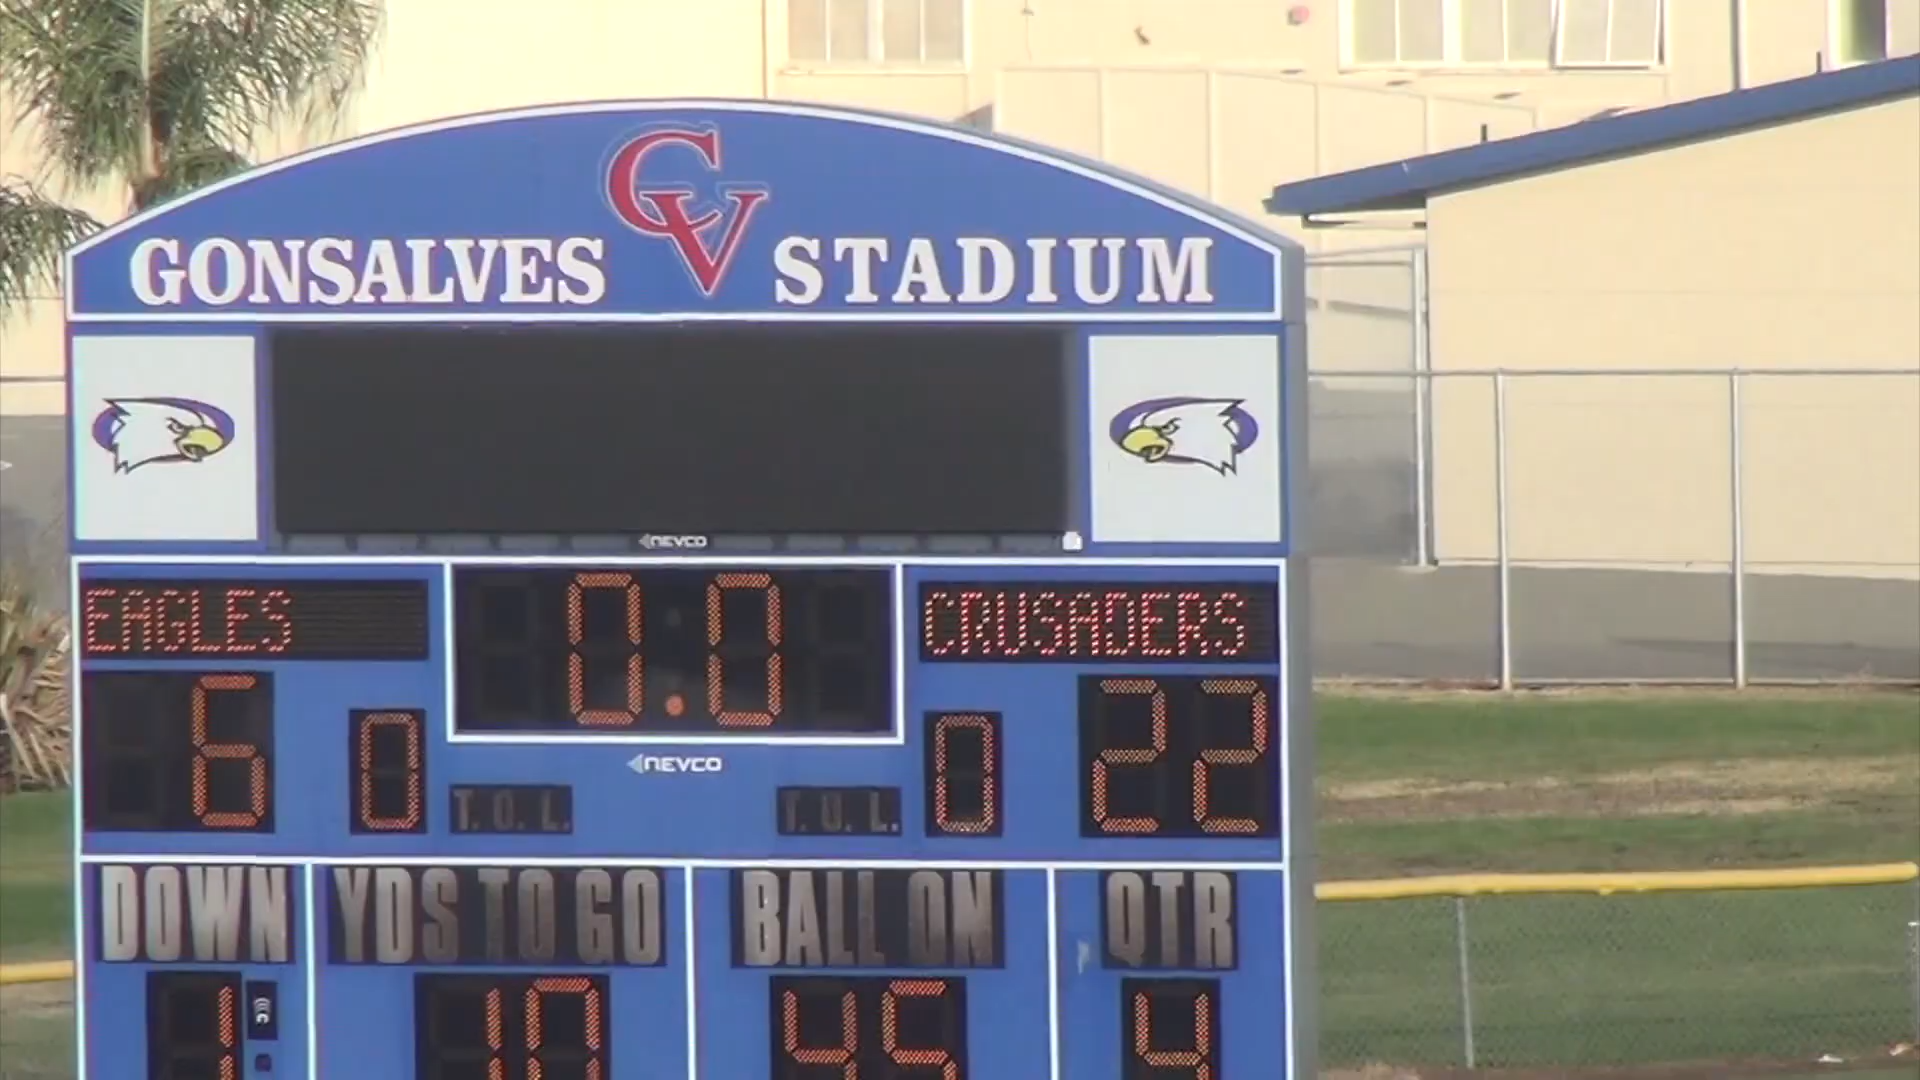 CV
GONSALVES STADIUM
NEVCO
EAGLES 0.0 CRUSADERS
6 0 T.O.L. T.O.L. 0 22
NEVCO
DOWN YDS TO GO BALL ON QTR
1 10 45 4